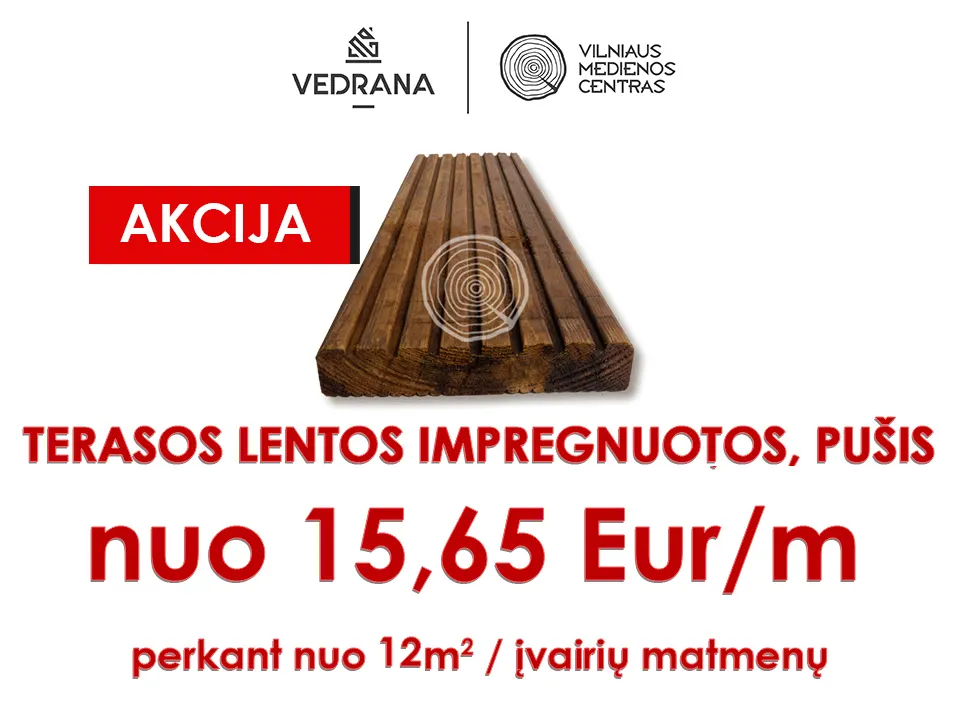 VEDRANA
VILNIAUS
MEDIENOS
CENTRAS
AKCIJA
TERASOS LENTOS IMPREGNUOTOS, PUŠIS
nuo 15,65 Eur/m
perkant nuo 12m² / įvairių matmenų